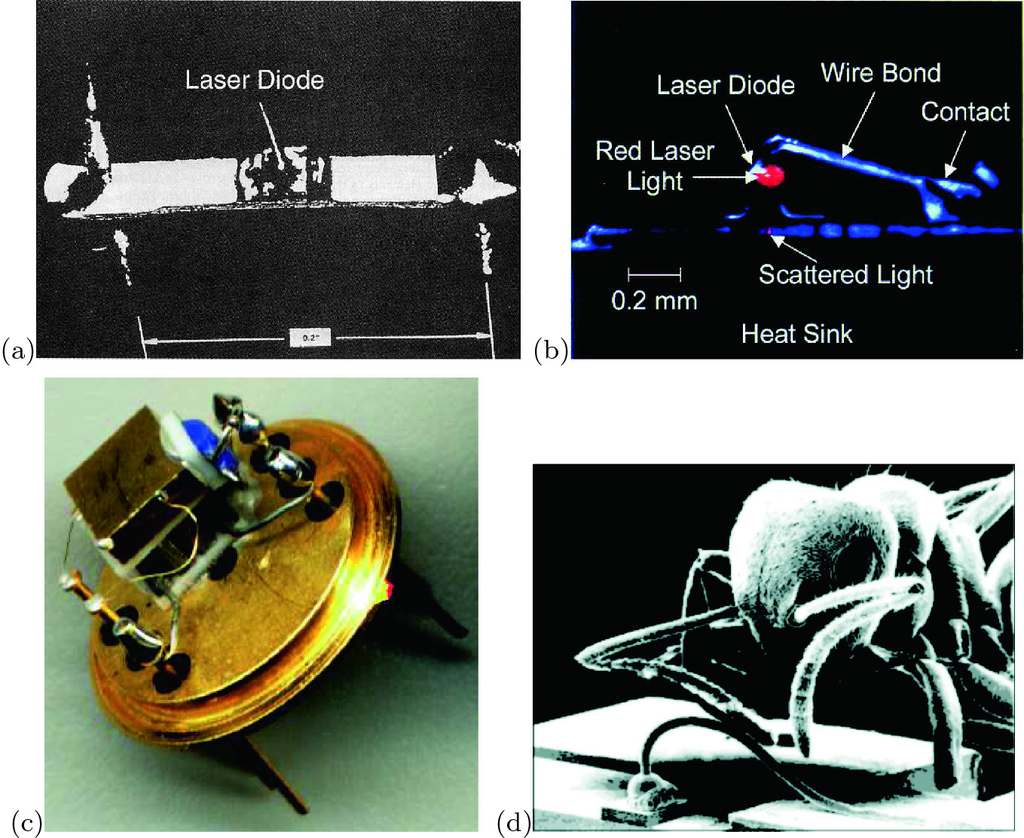 Laser Diode
0.2"
(a)
Laser Diode
Wire Bond
Contact
Red Laser
Light
Scattered Light
0.2 mm
Heat Sink
(b)
(c)
(d)